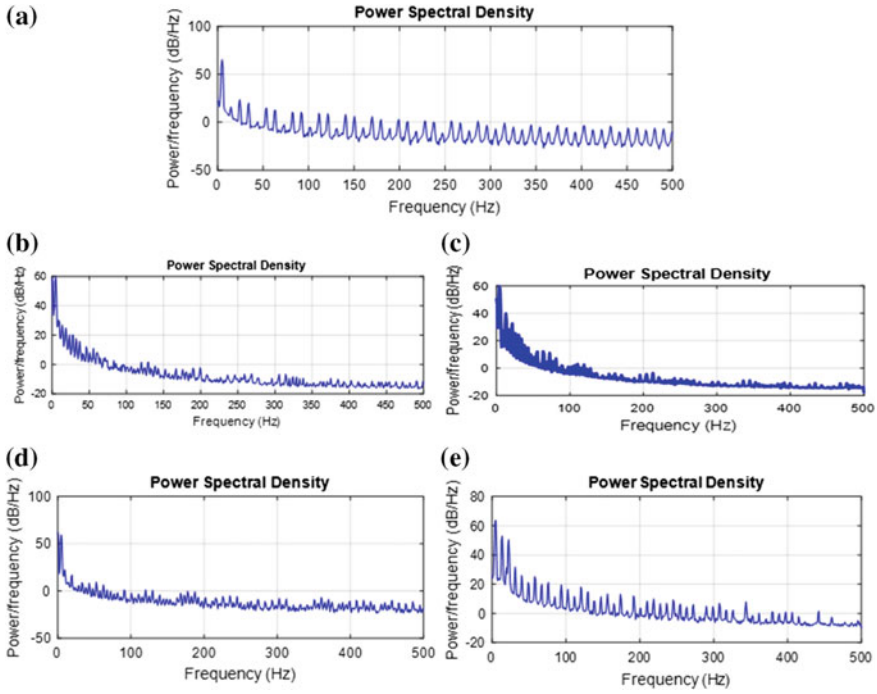 (a)
Power Spectral Density
Power/frequency (dB/Hz)
100
50
0
-50
0 50 100 150 200 250 300 350 400 450 500
Frequency (Hz)
(b)
Power Spectral Density
Power/frequency(dB/Hz)
60
40
20
0
-20
0 50 100 150 200 250 300 350 400 450 500
Frequency (Hz)
(c)
Power Spectral Density
Power/frequency (dB/Hz)
60
40
20
0
-20
0 100 200 300 400 500
Frequency (Hz)
(d)
Power Spectral Density
Power/frequency (dB/Hz)
100
50
0
-50
0 100 200 300 400 500
Frequency (Hz)
(e)
Power Spectral Density
Power/frequency (dB/Hz)
80
60
40
20
0
-20
0 100 200 300 400 500
Frequency (Hz)